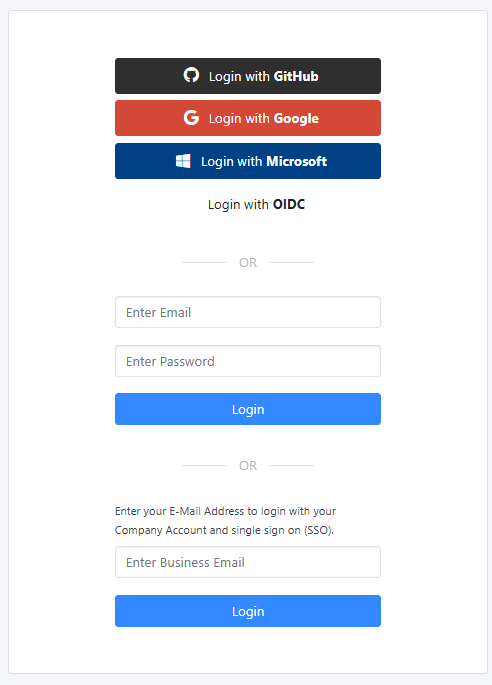 Login with GitHub
Login with Google
Login with Microsoft
Login with OIDC
OR
Enter Email
Enter Password
Login
OR
Enter your E-Mail Address to login with your
Company Account and single sign on (SSO).
Enter Business Email
Login